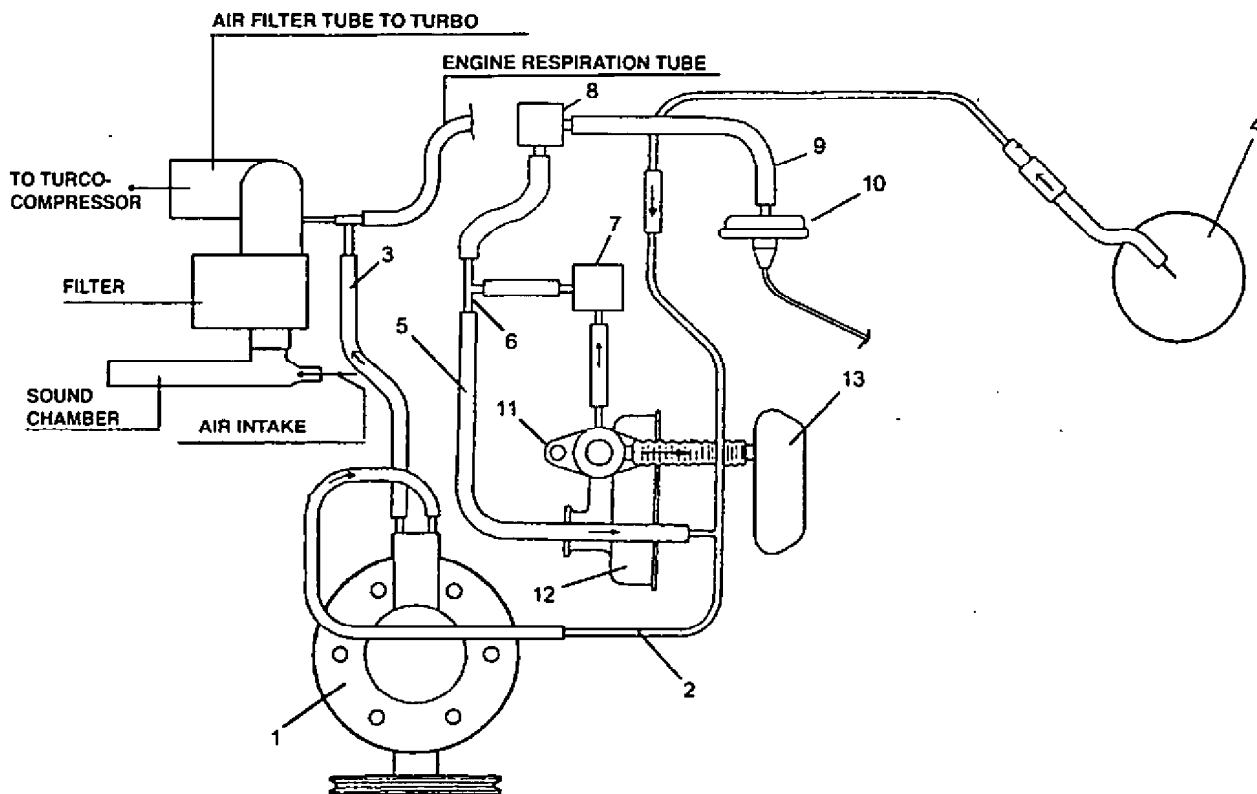 AIR FILTER TUBE TO TURBO
ENGINE RESPIRATION TUBE
8
4
9
TO TURCO-
COMPRESSOR
10
7
3
FILTER
6
5
13
SOUND
CHAMBER
11
AIR INTAKE
12
2
1